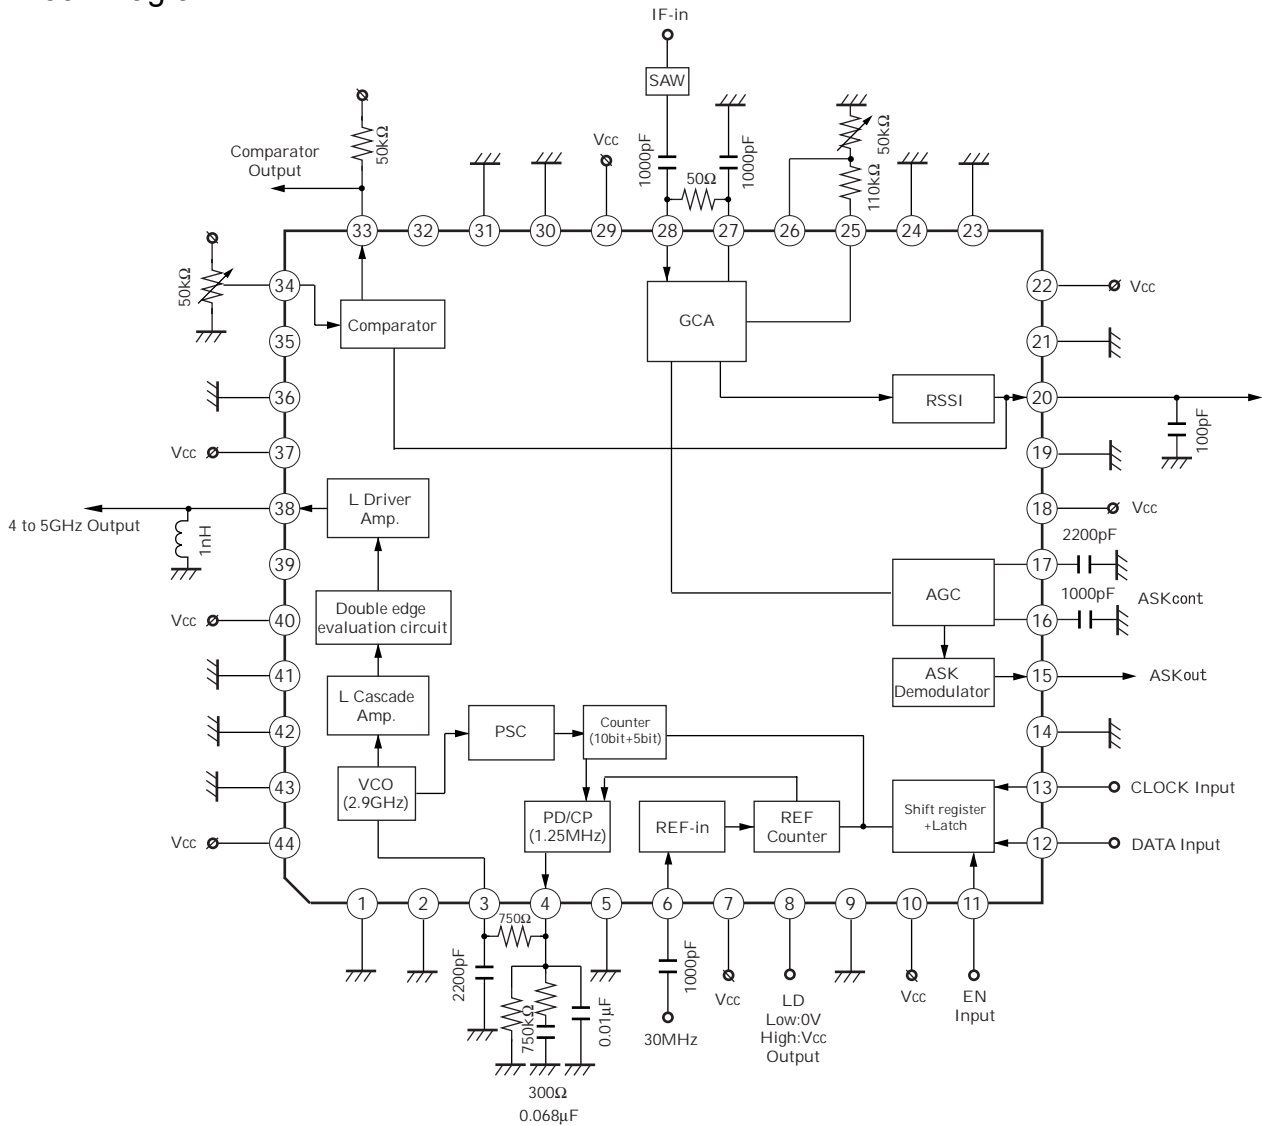 IF-in
SAW
50kΩ
Comparator
Output
Vcc
1000pF
50Ω
1000pF
50kΩ
110kΩ
33
32
31
30
29
28
27
26
25
24
23
50kΩ
34
Comparator
GCA
22
Vcc
35
21
36
RSSI
20
100pF
Vcc
37
19
4 to 5GHz Output
1nH
38
L Driver
Amp.
18
Vcc
2200pF
39
17
AGC
1000pF
ASKcont
Vcc
40
Double edge
evaluation circuit
16
41
L Cascade
Amp.
ASK
Demodulator
15
ASKout
42
PSC
Counter
(10bit+5bit)
14
43
VCO
(2.9GHz)
13
CLOCK Input
PD/CP
(1.25MHz)
REF-in
REF
Counter
Shift register
+Latch
Vcc
44
12
DATA Input
1
2
3
4
5
6
7
8
9
10
11
750Ω
2200pF
750kΩ
0.01μF
1000pF
30MHz
Vcc
LD
Low:0V
High:Vcc
Output
Vcc
EN
Input
300Ω
0.068μF